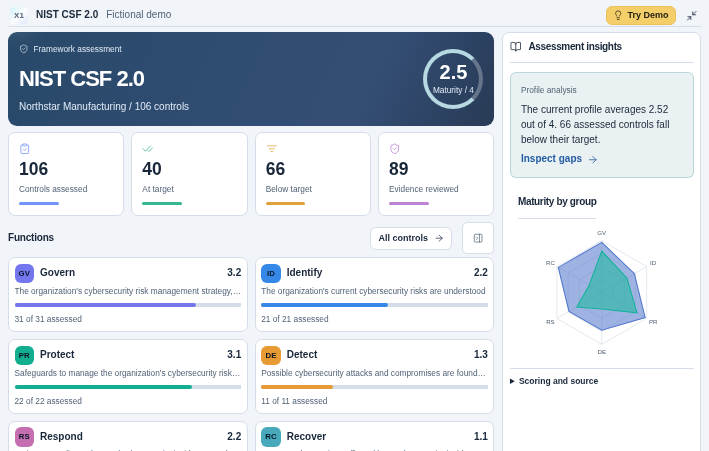 X1 NIST CSF 2.0 Fictional demo
Try Demo
Framework assessment
NIST CSF 2.0
Northstar Manufacturing / 106 controls
2.5
Maturity / 4
106
Controls assessed
40
At target
66
Below target
89
Evidence reviewed
Functions
All controls
GV Govern 3.2
The organization's cybersecurity risk management strategy,...
31 of 31 assessed
ID Identify 2.2
The organization's current cybersecurity risks are understood
21 of 21 assessed
PR Protect 3.1
Safeguards to manage the organization's cybersecurity risk...
22 of 22 assessed
DE Detect 1.3
Possible cybersecurity attacks and compromises are found...
11 of 11 assessed
RS Respond 2.2
RC Recover 1.1
Assessment insights
Profile analysis
The current profile averages 2.52
out of 4. 66 assessed controls fall
below their target.
Inspect gaps
Maturity by group
GV
ID
PR
DE
RS
RC
Scoring and source